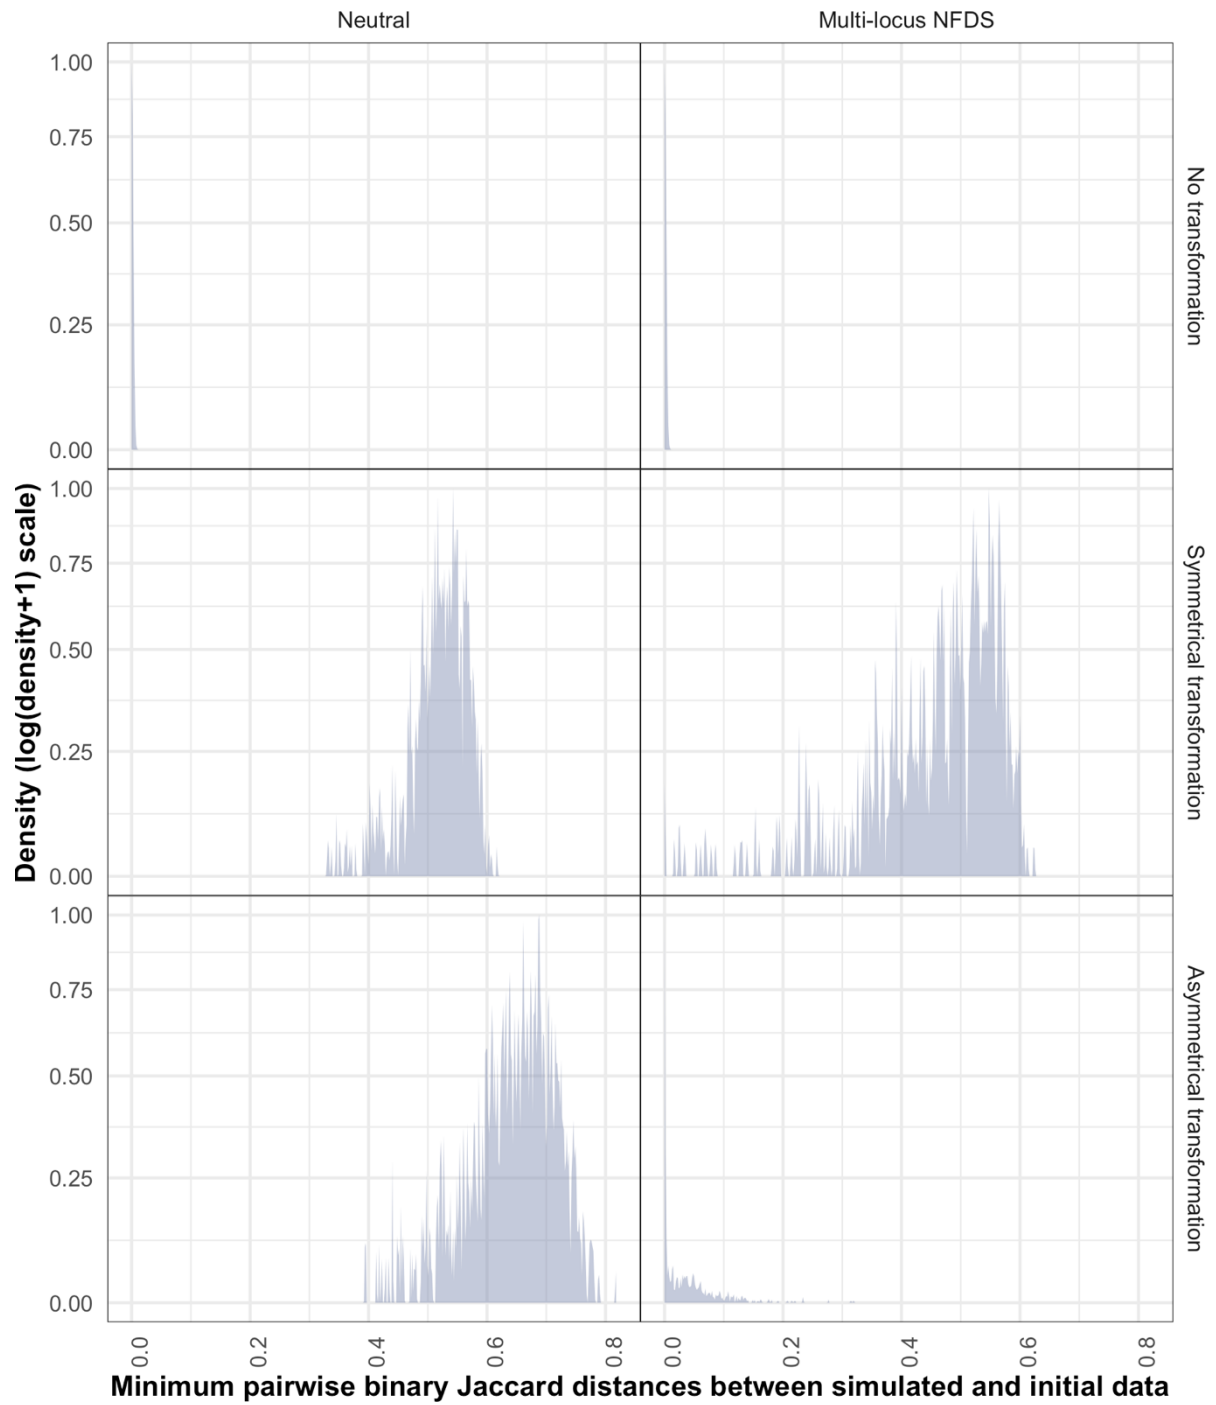 Neutral
Multi-locus NFDS
1.00
0.75
0.50
0.25
0.00
No transformation
1.00
0.75
0.50
0.25
0.00
Symmetrical transformation
1.00
0.75
0.50
0.25
0.00
Asymmetrical transformation
Density (log(density+1) scale)
0.0 0.2 0.4 0.6 0.8 0.0 0.2 0.4 0.6 0.8
Minimum pairwise binary Jaccard distances between simulated and initial data